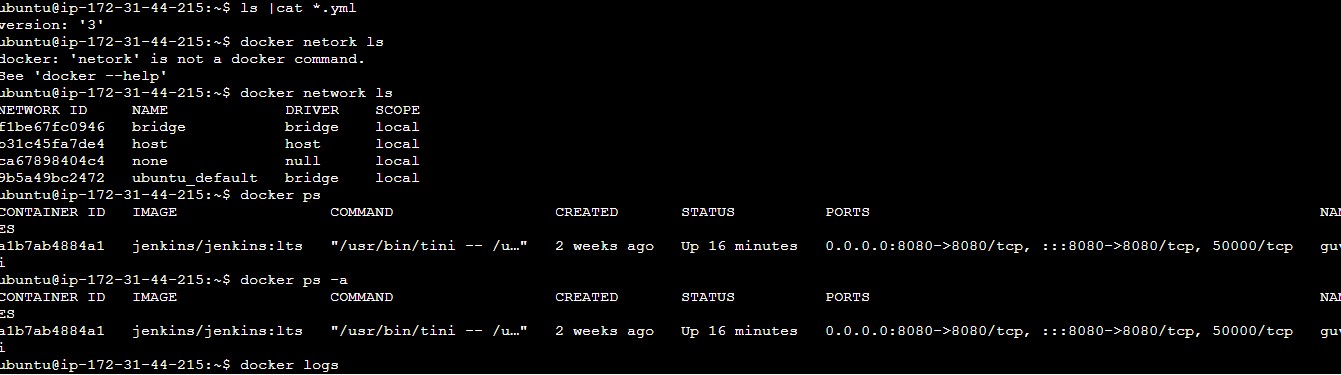 ubuntu@ip-172-31-44-215:~$ ls |cat *.yml
version: '3'
ubuntu@ip-172-31-44-215:~$ docker netork ls
docker: 'netork' is not a docker command.
See 'docker --help'
ubuntu@ip-172-31-44-215:~$ docker network ls
NETWORK ID     NAME             DRIVER    SCOPE
f1be67fc0946   bridge           bridge    local
b31c45fa7de4   host             host      local
ca67898404c4   none             null      local
9b5a49bc2472   ubuntu_default   bridge    local
ubuntu@ip-172-31-44-215:~$ docker ps
CONTAINER ID   IMAGE                 COMMAND                  CREATED       STATUS          PORTS                                                  NAM
ES
a1b7ab4884a1   jenkins/jenkins:lts   "/usr/bin/tini -- /u…"   2 weeks ago   Up 16 minutes   0.0.0.0:8080->8080/tcp, :::8080->8080/tcp, 50000/tcp   guv
i
ubuntu@ip-172-31-44-215:~$ docker ps -a
CONTAINER ID   IMAGE                 COMMAND                  CREATED       STATUS          PORTS                                                  NAM
ES
a1b7ab4884a1   jenkins/jenkins:lts   "/usr/bin/tini -- /u…"   2 weeks ago   Up 16 minutes   0.0.0.0:8080->8080/tcp, :::8080->8080/tcp, 50000/tcp   guv
i
ubuntu@ip-172-31-44-215:~$ docker logs